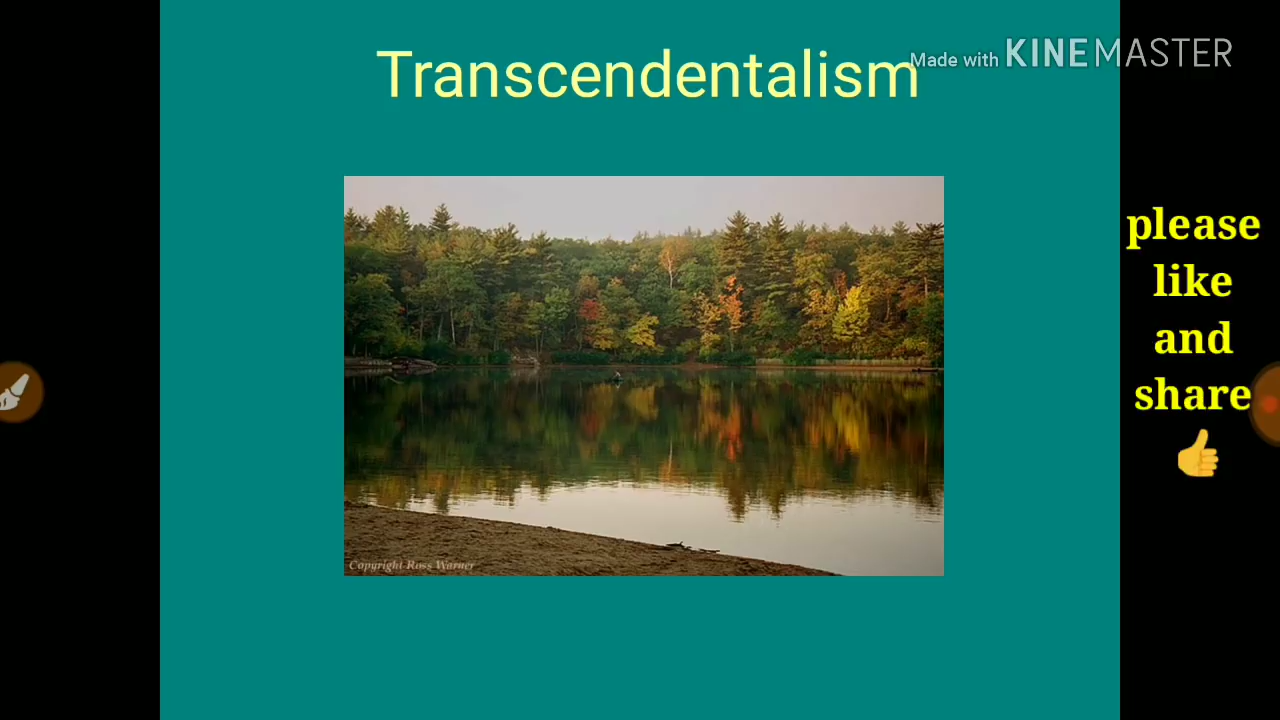 Transcendentalism
Made with KINEMASTER
please
like
and
share
👍
Copyright Ross Warner